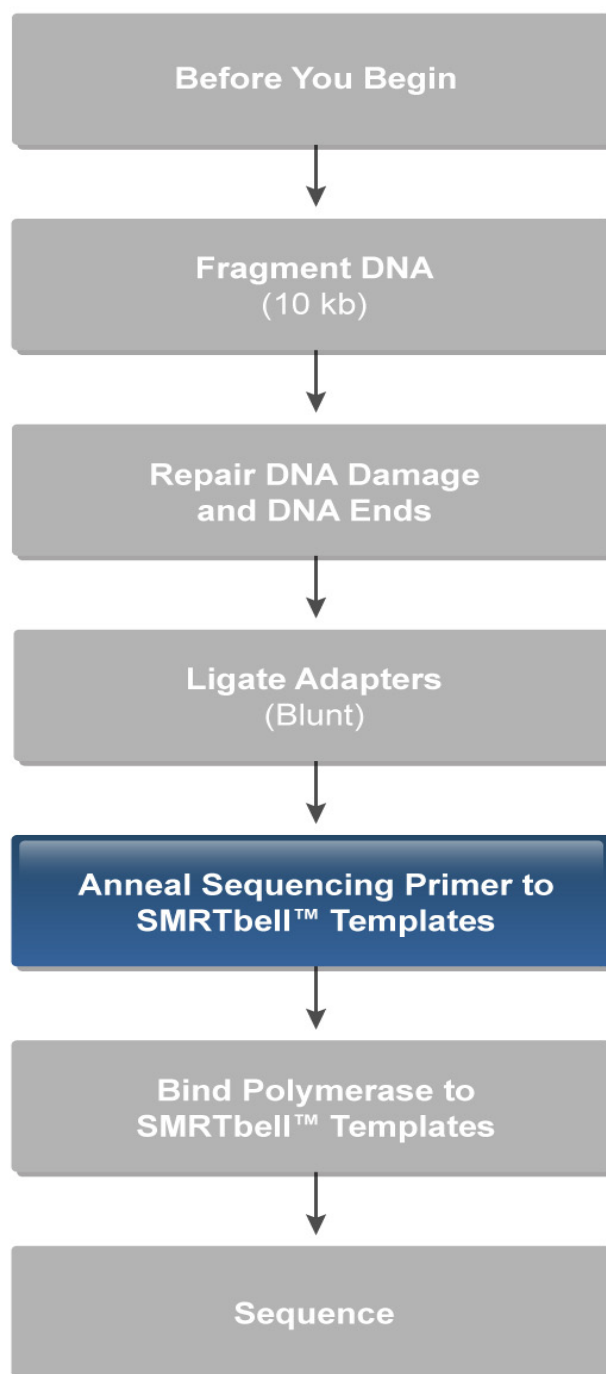 Before You Begin
Fragment DNA
(10 kb)
Repair DNA Damage
and DNA Ends
Ligate Adapters
(Blunt)
Anneal Sequencing Primer to
SMRTbell™ Templates
Bind Polymerase to
SMRTbell™ Templates
Sequence